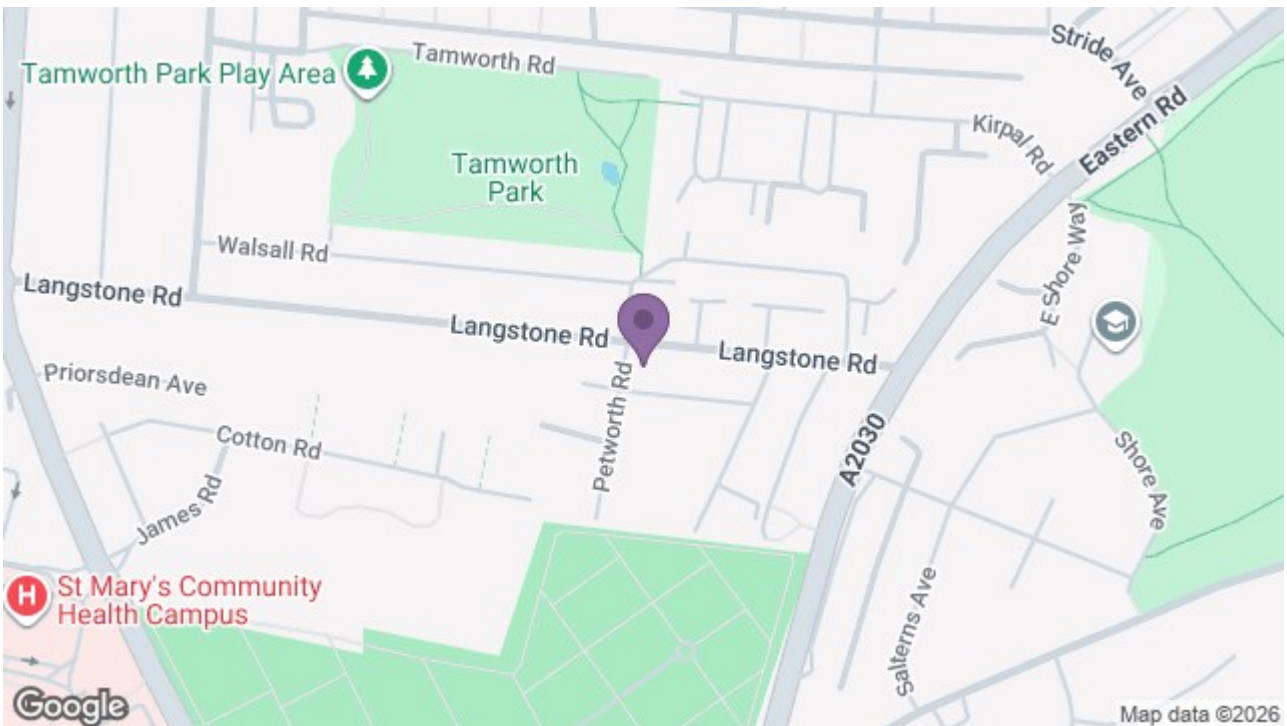 Stride Ave
Tamworth Rd
Tamworth Park Play Area
Eastern Rd
Kirpal Rd
Tamworth
Park
Walsall Rd
E Shore Way
Langstone Rd
Langstone Rd
Langstone Rd
Priorsdean Ave
Petworth Rd
Cotton Rd
A2030
Shore Ave
James Rd
H
St Mary's Community
Health Campus
Salterns Ave
Google
Map data ©2026